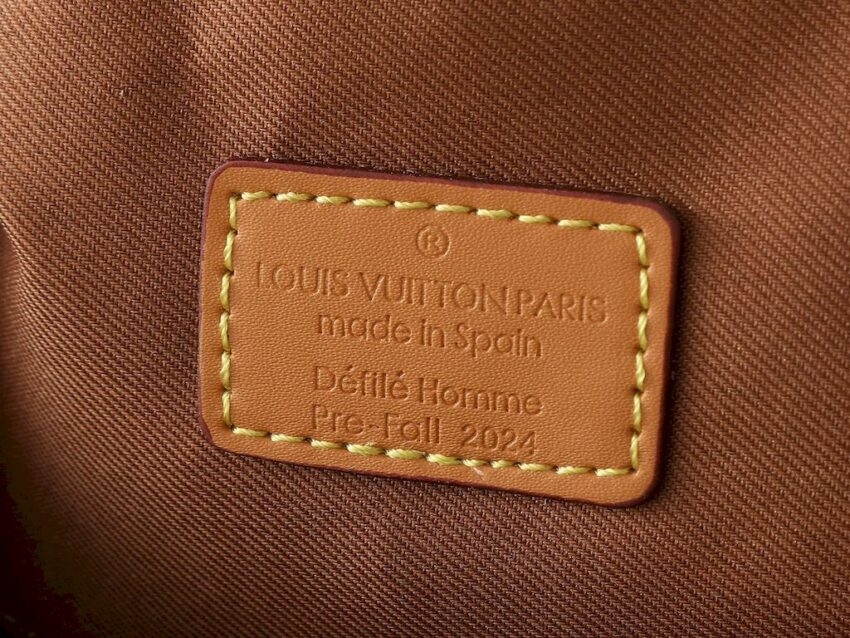 ®
LOUIS VUITTON PARIS
made in Spain
Défilé Homme
Pre-Fall 2024